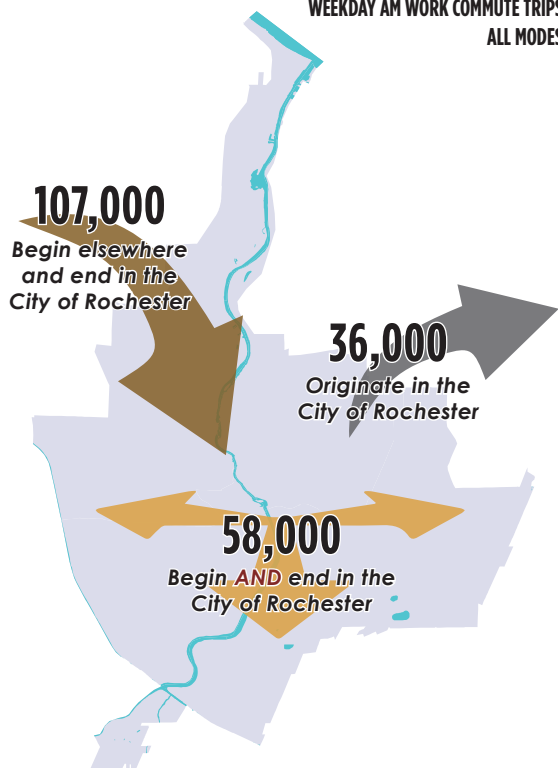 WEEKDAY AM WORK COMMUTE TRIPS
ALL MODES
107,000
Begin elsewhere
and end in the
City of Rochester
36,000
Originate in the
City of Rochester
58,000
Begin AND end in the
City of Rochester